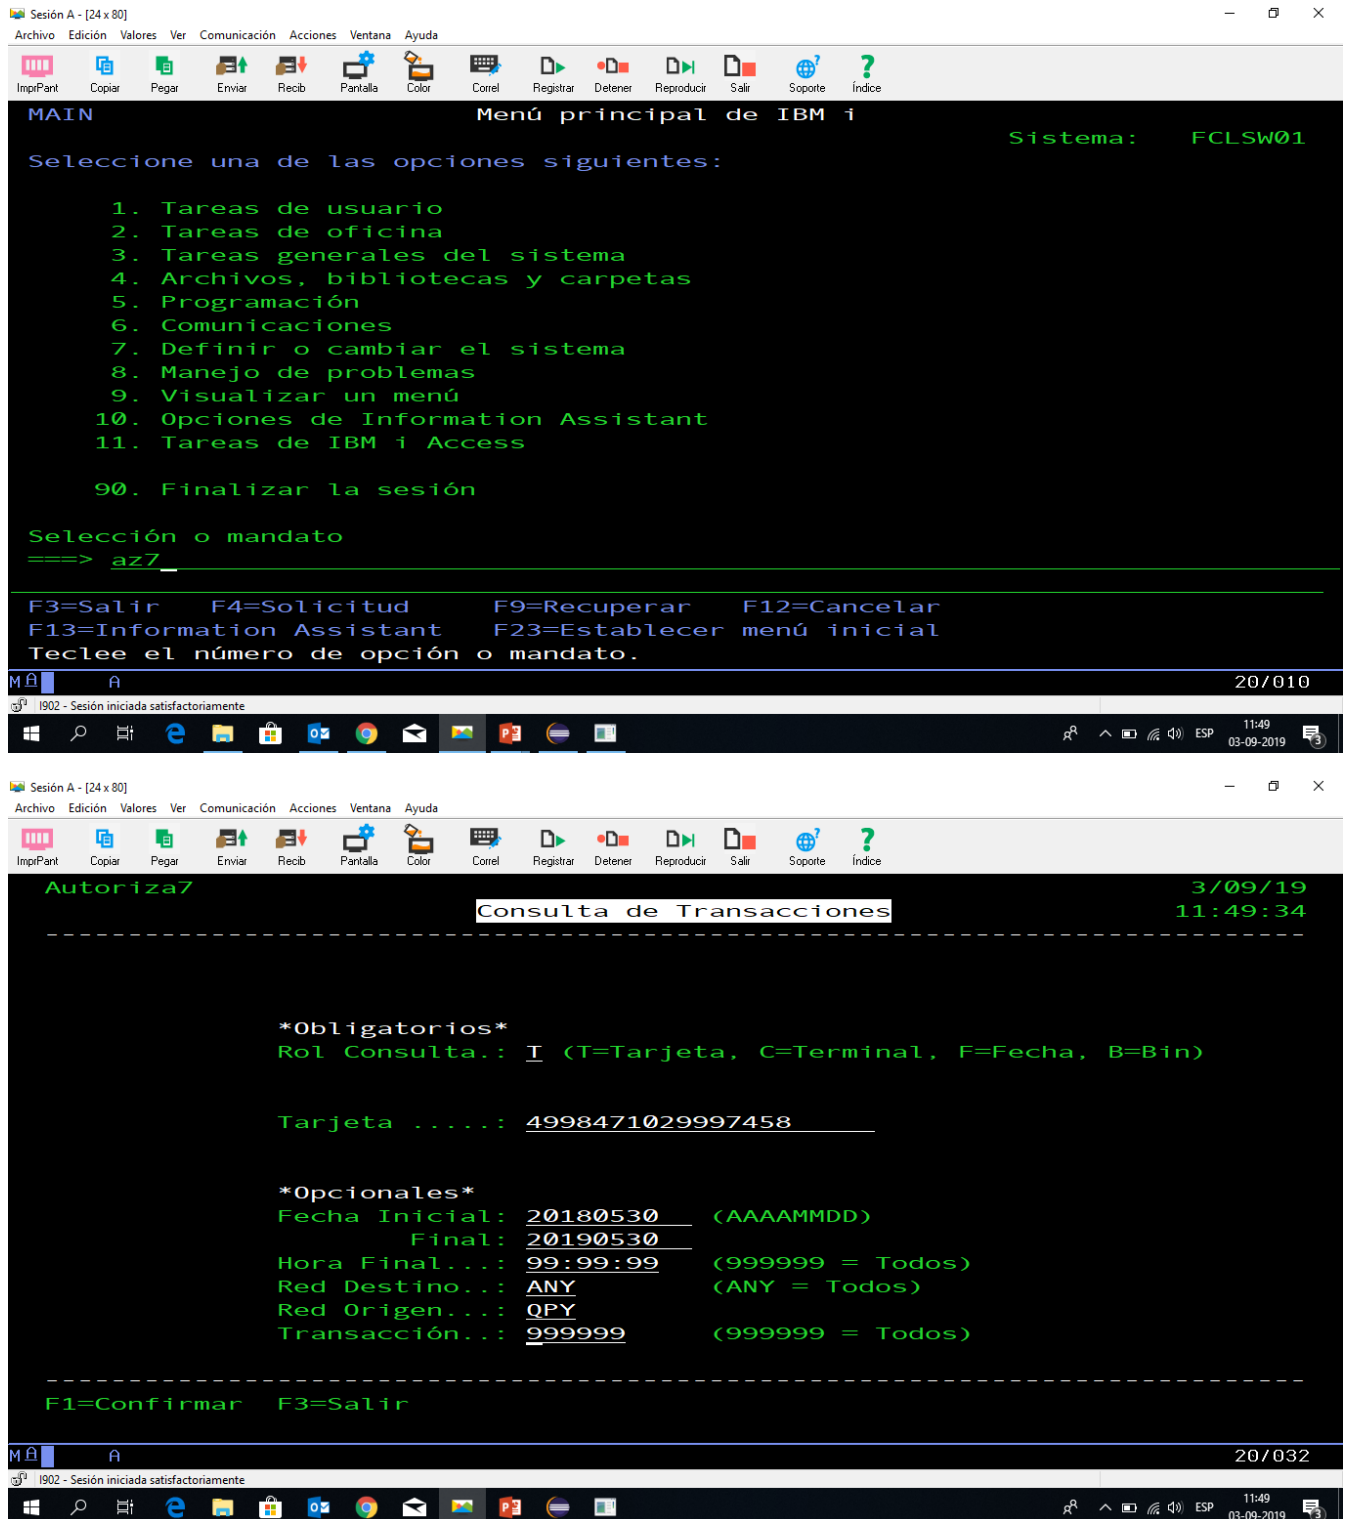 Sesión A - [24 x 80]
Archivo Edición Valores Ver Comunicación Acciones Ventana Ayuda
ImprPant Copiar Pegar Enviar Recib Pantalla Color Correl Registrar Detener Reproducir Salir Soporte Índice
MAIN Menú principal de IBM i
Sistema: FCLSW01
Seleccione una de las opciones siguientes:
1. Tareas de usuario
2. Tareas de oficina
3. Tareas generales del sistema
4. Archivos, bibliotecas y carpetas
5. Programación
6. Comunicaciones
7. Definir o cambiar el sistema
8. Manejo de problemas
9. Visualizar un menú
10. Opciones de Information Assistant
11. Tareas de IBM i Access
90. Finalizar la sesión
Selección o mandato
===> az7
F3=Salir F4=Solicitud F9=Recuperar F12=Cancelar
F13=Information Assistant F23=Establecer menú inicial
Teclee el número de opción o mandato.
MA A 20/010
I902 - Sesión iniciada satisfactoriamente
ESP 11:49
03-09-2019 3
Sesión A - [24 x 80]
Archivo Edición Valores Ver Comunicación Acciones Ventana Ayuda
ImprPant Copiar Pegar Enviar Recib Pantalla Color Correl Registrar Detener Reproducir Salir Soporte Índice
Autoriza7 3/09/19
Consulta de Transacciones 11:49:34
--------------------------------------------------------------------------------
*Obligatorios*
Rol Consulta.: T (T=Tarjeta, C=Terminal, F=Fecha, B=Bin)
Tarjeta .....: 4998471029997458
*Opcionales*
Fecha Inicial: 20180530 (AAAAMMDD)
Final: 20190530
Hora Final...: 99:99:99 (999999 = Todos)
Red Destino..: ANY (ANY = Todos)
Red Origen...: QPY
Transacción..: 999999 (999999 = Todos)
--------------------------------------------------------------------------------
F1=Confirmar F3=Salir
MA A 20/032
I902 - Sesión iniciada satisfactoriamente
ESP 11:49
03-09-2019 3